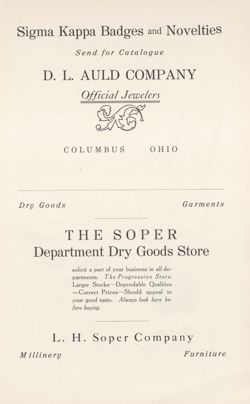 Sigma Kappa Badges and Novelties
Send for Catalogue
D. L. AULD COMPANY
Official Jewelers
COLUMBUS OHIO
Dry Goods Garments
THE SOPER
Department Dry Goods Store
solicit a part of your business in all de-
partments. The Progressive Store.
Larger Stocks—Dependable Qualities
—Correct Prices—Should appeal to
your good taste. Always look here be-
fore buying.
L. H. Soper Company
Millinery Furniture